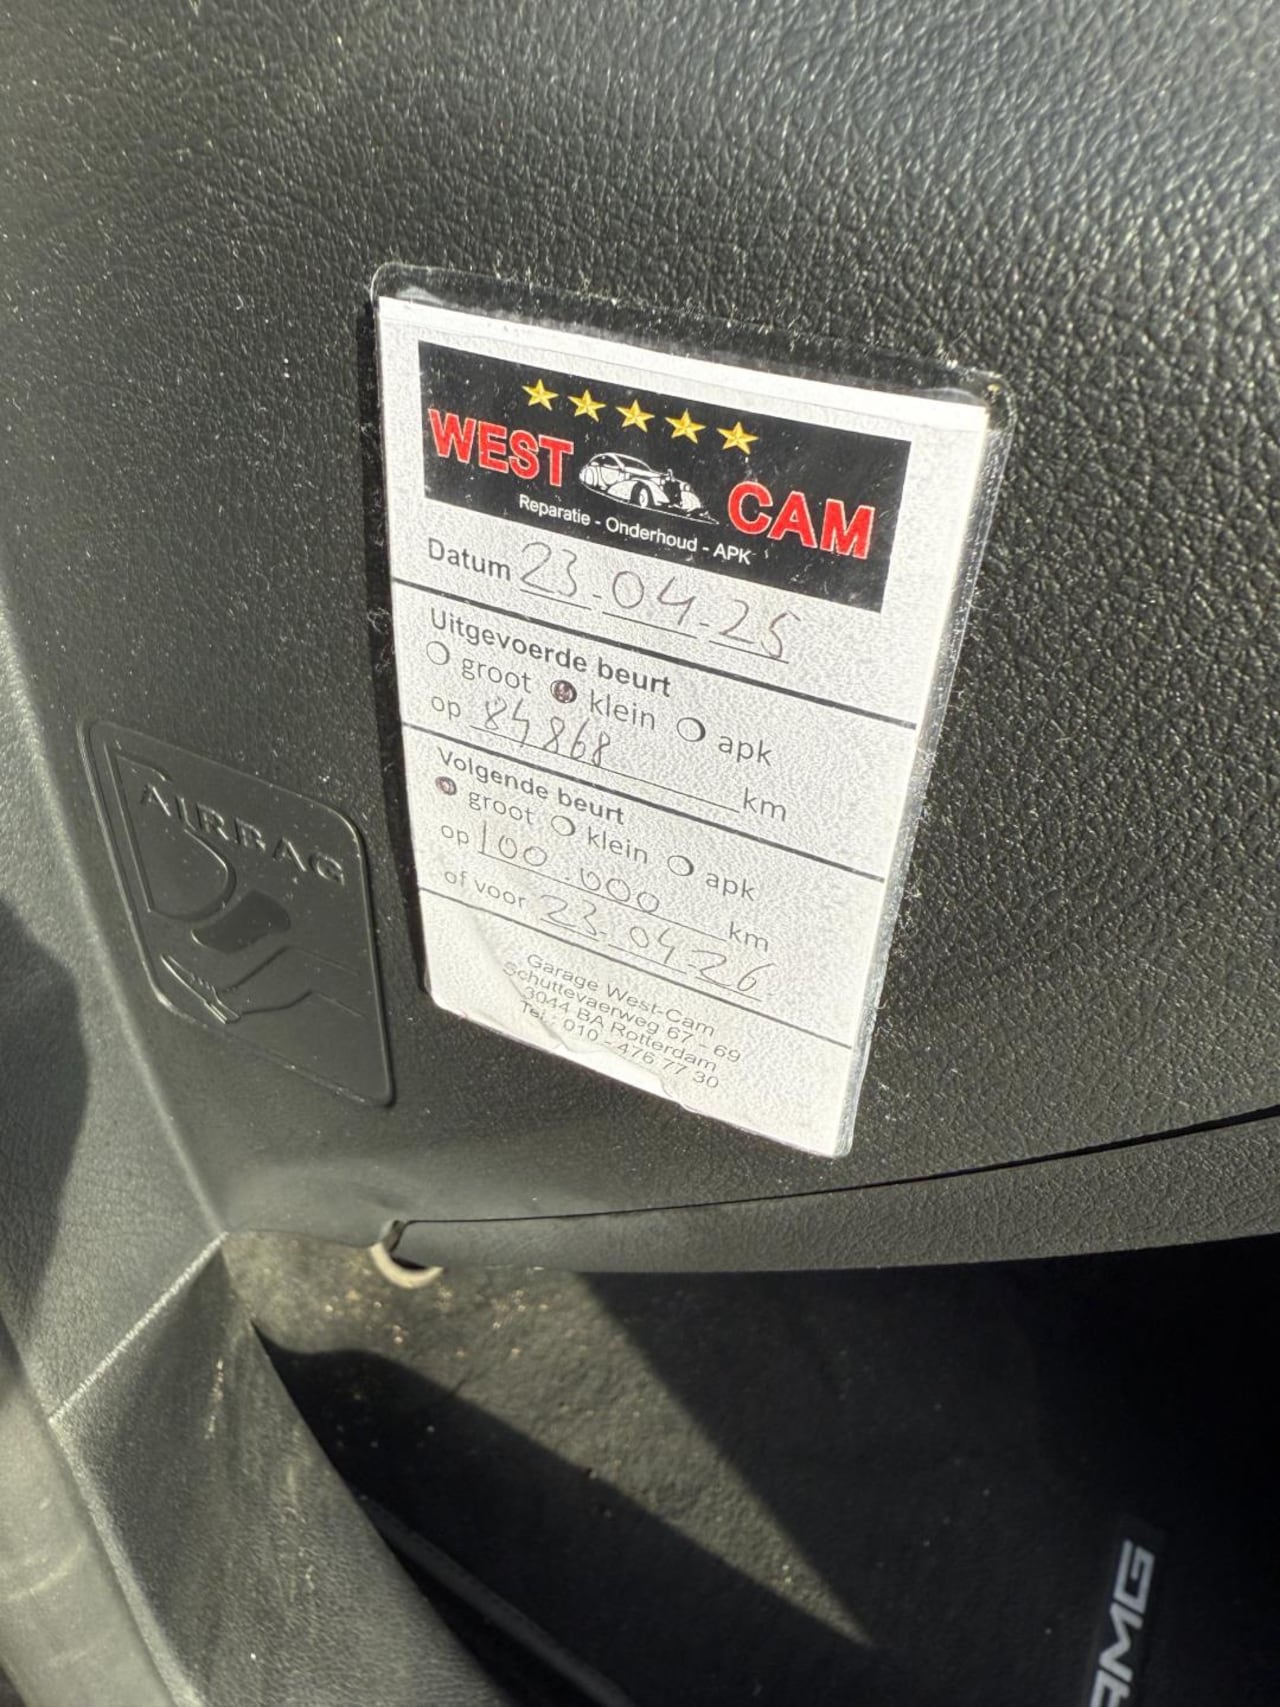 WEST CAM
Reparatie - Onderhoud - APK
Datum 23-04-25
Uitgevoerde beurt
groot klein apk
op 84868 km
Volgende beurt
groot klein apk
op 100.000 km
of voor 23-04-26
Garage West-Cam
Schuttevaerweg 67 - 69
3044 BA Rotterdam
Tel.: 010 - 476 77 30
AIRBAG
AMG